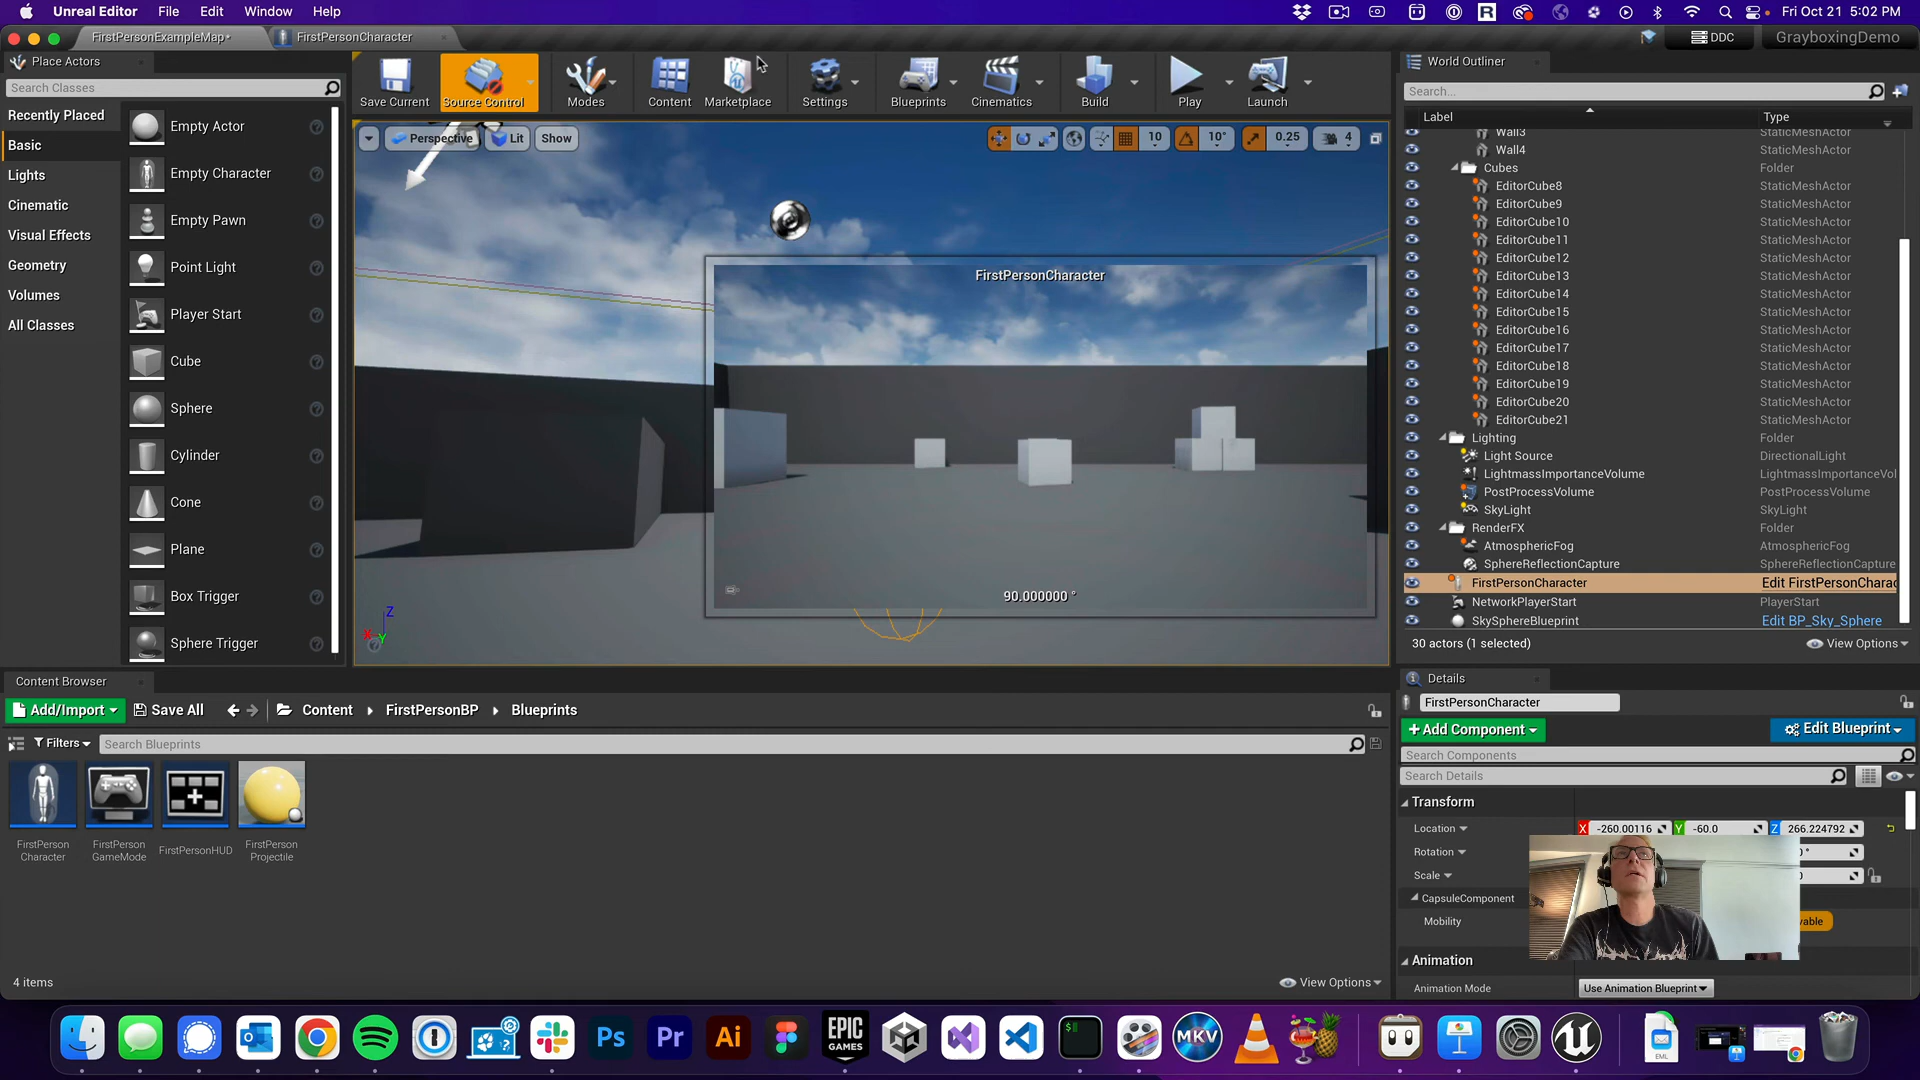 Unreal Editor File Edit Window Help
Fri Oct 21 5:02 PM
FirstPersonExampleMap*
FirstPersonCharacter
DDC
GrayboxingDemo
Place Actors
Search Classes
Recently Placed
Basic
Lights
Cinematic
Visual Effects
Geometry
Volumes
All Classes
Empty Actor
Empty Character
Empty Pawn
Point Light
Player Start
Cube
Sphere
Cylinder
Cone
Plane
Box Trigger
Sphere Trigger
Save Current
Source Control
Modes
Content
Marketplace
Settings
Blueprints
Cinematics
Build
Play
Launch
Perspective
Lit
Show
10
10°
0.25
4
FirstPersonCharacter
90.000000 °
Z
X
Y
World Outliner
Search...
Label Type
Wall3 StaticMeshActor
Wall4 StaticMeshActor
Cubes Folder
EditorCube8 StaticMeshActor
EditorCube9 StaticMeshActor
EditorCube10 StaticMeshActor
EditorCube11 StaticMeshActor
EditorCube12 StaticMeshActor
EditorCube13 StaticMeshActor
EditorCube14 StaticMeshActor
EditorCube15 StaticMeshActor
EditorCube16 StaticMeshActor
EditorCube17 StaticMeshActor
EditorCube18 StaticMeshActor
EditorCube19 StaticMeshActor
EditorCube20 StaticMeshActor
EditorCube21 StaticMeshActor
Lighting Folder
Light Source DirectionalLight
LightmassImportanceVolume LightmassImportanceVol
PostProcessVolume PostProcessVolume
SkyLight SkyLight
RenderFX Folder
AtmosphericFog AtmosphericFog
SphereReflectionCapture SphereReflectionCapture
FirstPersonCharacter Edit FirstPersonCharac
NetworkPlayerStart PlayerStart
SkySphereBlueprint Edit BP_Sky_Sphere
30 actors (1 selected)
View Options
Content Browser
Add/Import
Save All
Content
FirstPersonBP
Blueprints
Filters
Search Blueprints
FirstPerson
Character
FirstPerson
GameMode
FirstPersonHUD
FirstPerson
Projectile
4 items
View Options
Details
FirstPersonCharacter
+ Add Component
Edit Blueprint
Search Components
Search Details
Transform
Location X -260.00116 Y -60.0 Z 266.224792
Rotation
Scale
CapsuleComponent
Mobility
vable
Animation
Animation Mode Use Animation Blueprint
Ps
Pr
Ai
EPIC
GAMES
MKV
EML